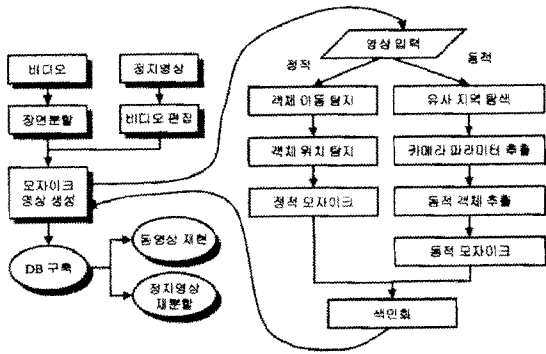 비디오
정지영상
장면분할
비디오 편집
모자이크
영상 생성
DB 구축
동영상 재현
정지영상
재분할
영상 입력
정적
동적
객체 이동 탐지
유사 지역 탐색
객체 위치 탐지
카메라 파라미터 추출
정적 모자이크
동적 객체 추출
동적 모자이크
색인화